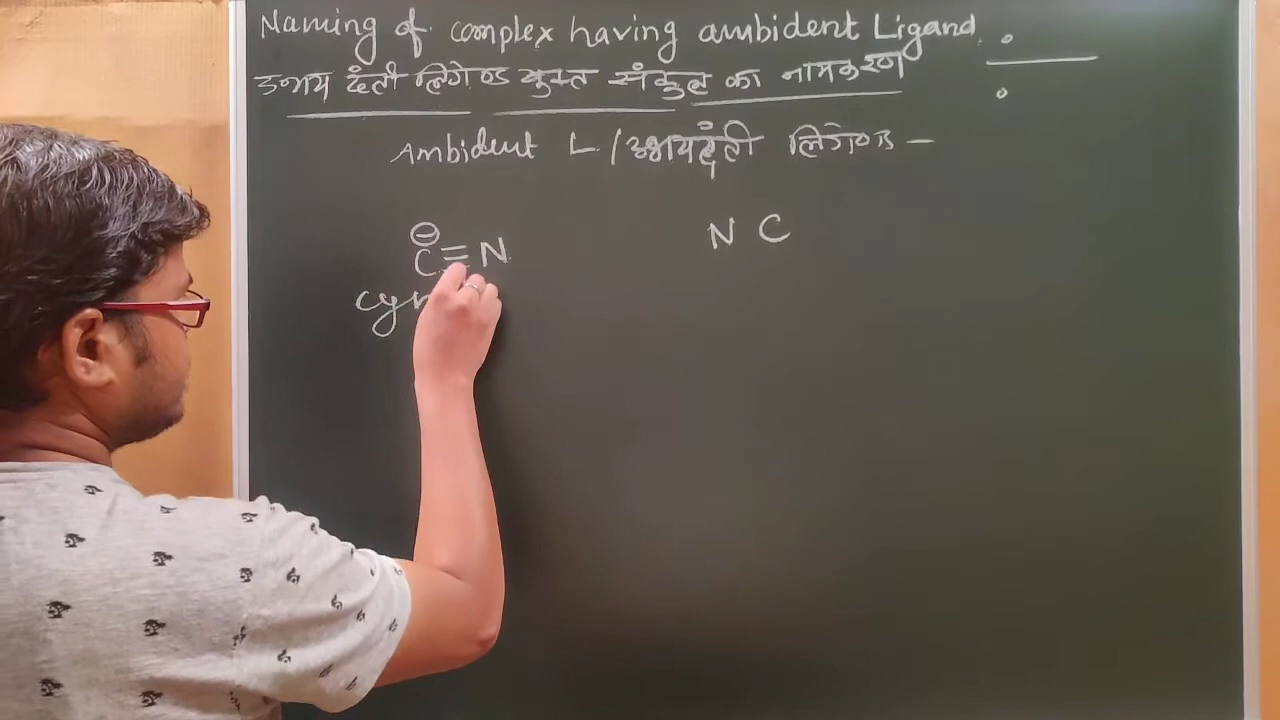 Naming of complex having ambident Ligand
उभय दंती लिगेण्ड युक्त संकुल का नामकरण
Ambident L / उभयदंती लिगेण्ड –
⊖
C≡N N C